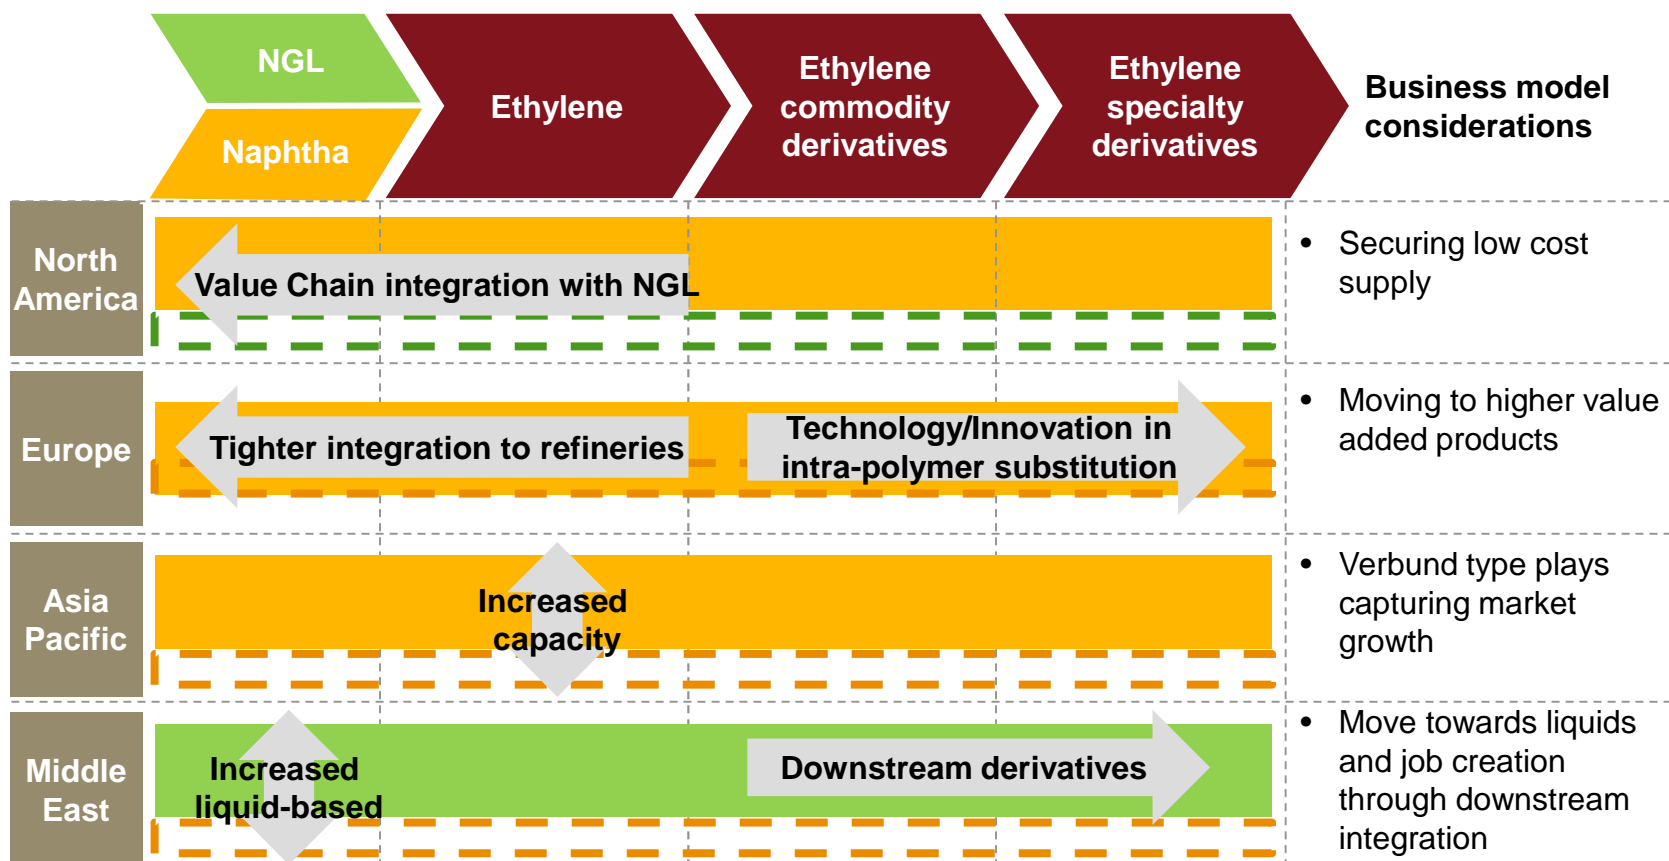 NGL
Naphtha
Ethylene
Ethylene
commodity
derivatives
Ethylene
specialty
derivatives
Business model
considerations
North
America
Value Chain integration with NGL
• Securing low cost
supply
Europe
Tighter integration to refineries
Technology/Innovation in
intra-polymer substitution
• Moving to higher value
added products
Asia
Pacific
Increased
capacity
• Verbund type plays
capturing market
growth
Middle
East
Increased
liquid-based
Downstream derivatives
• Move towards liquids
and job creation
through downstream
integration